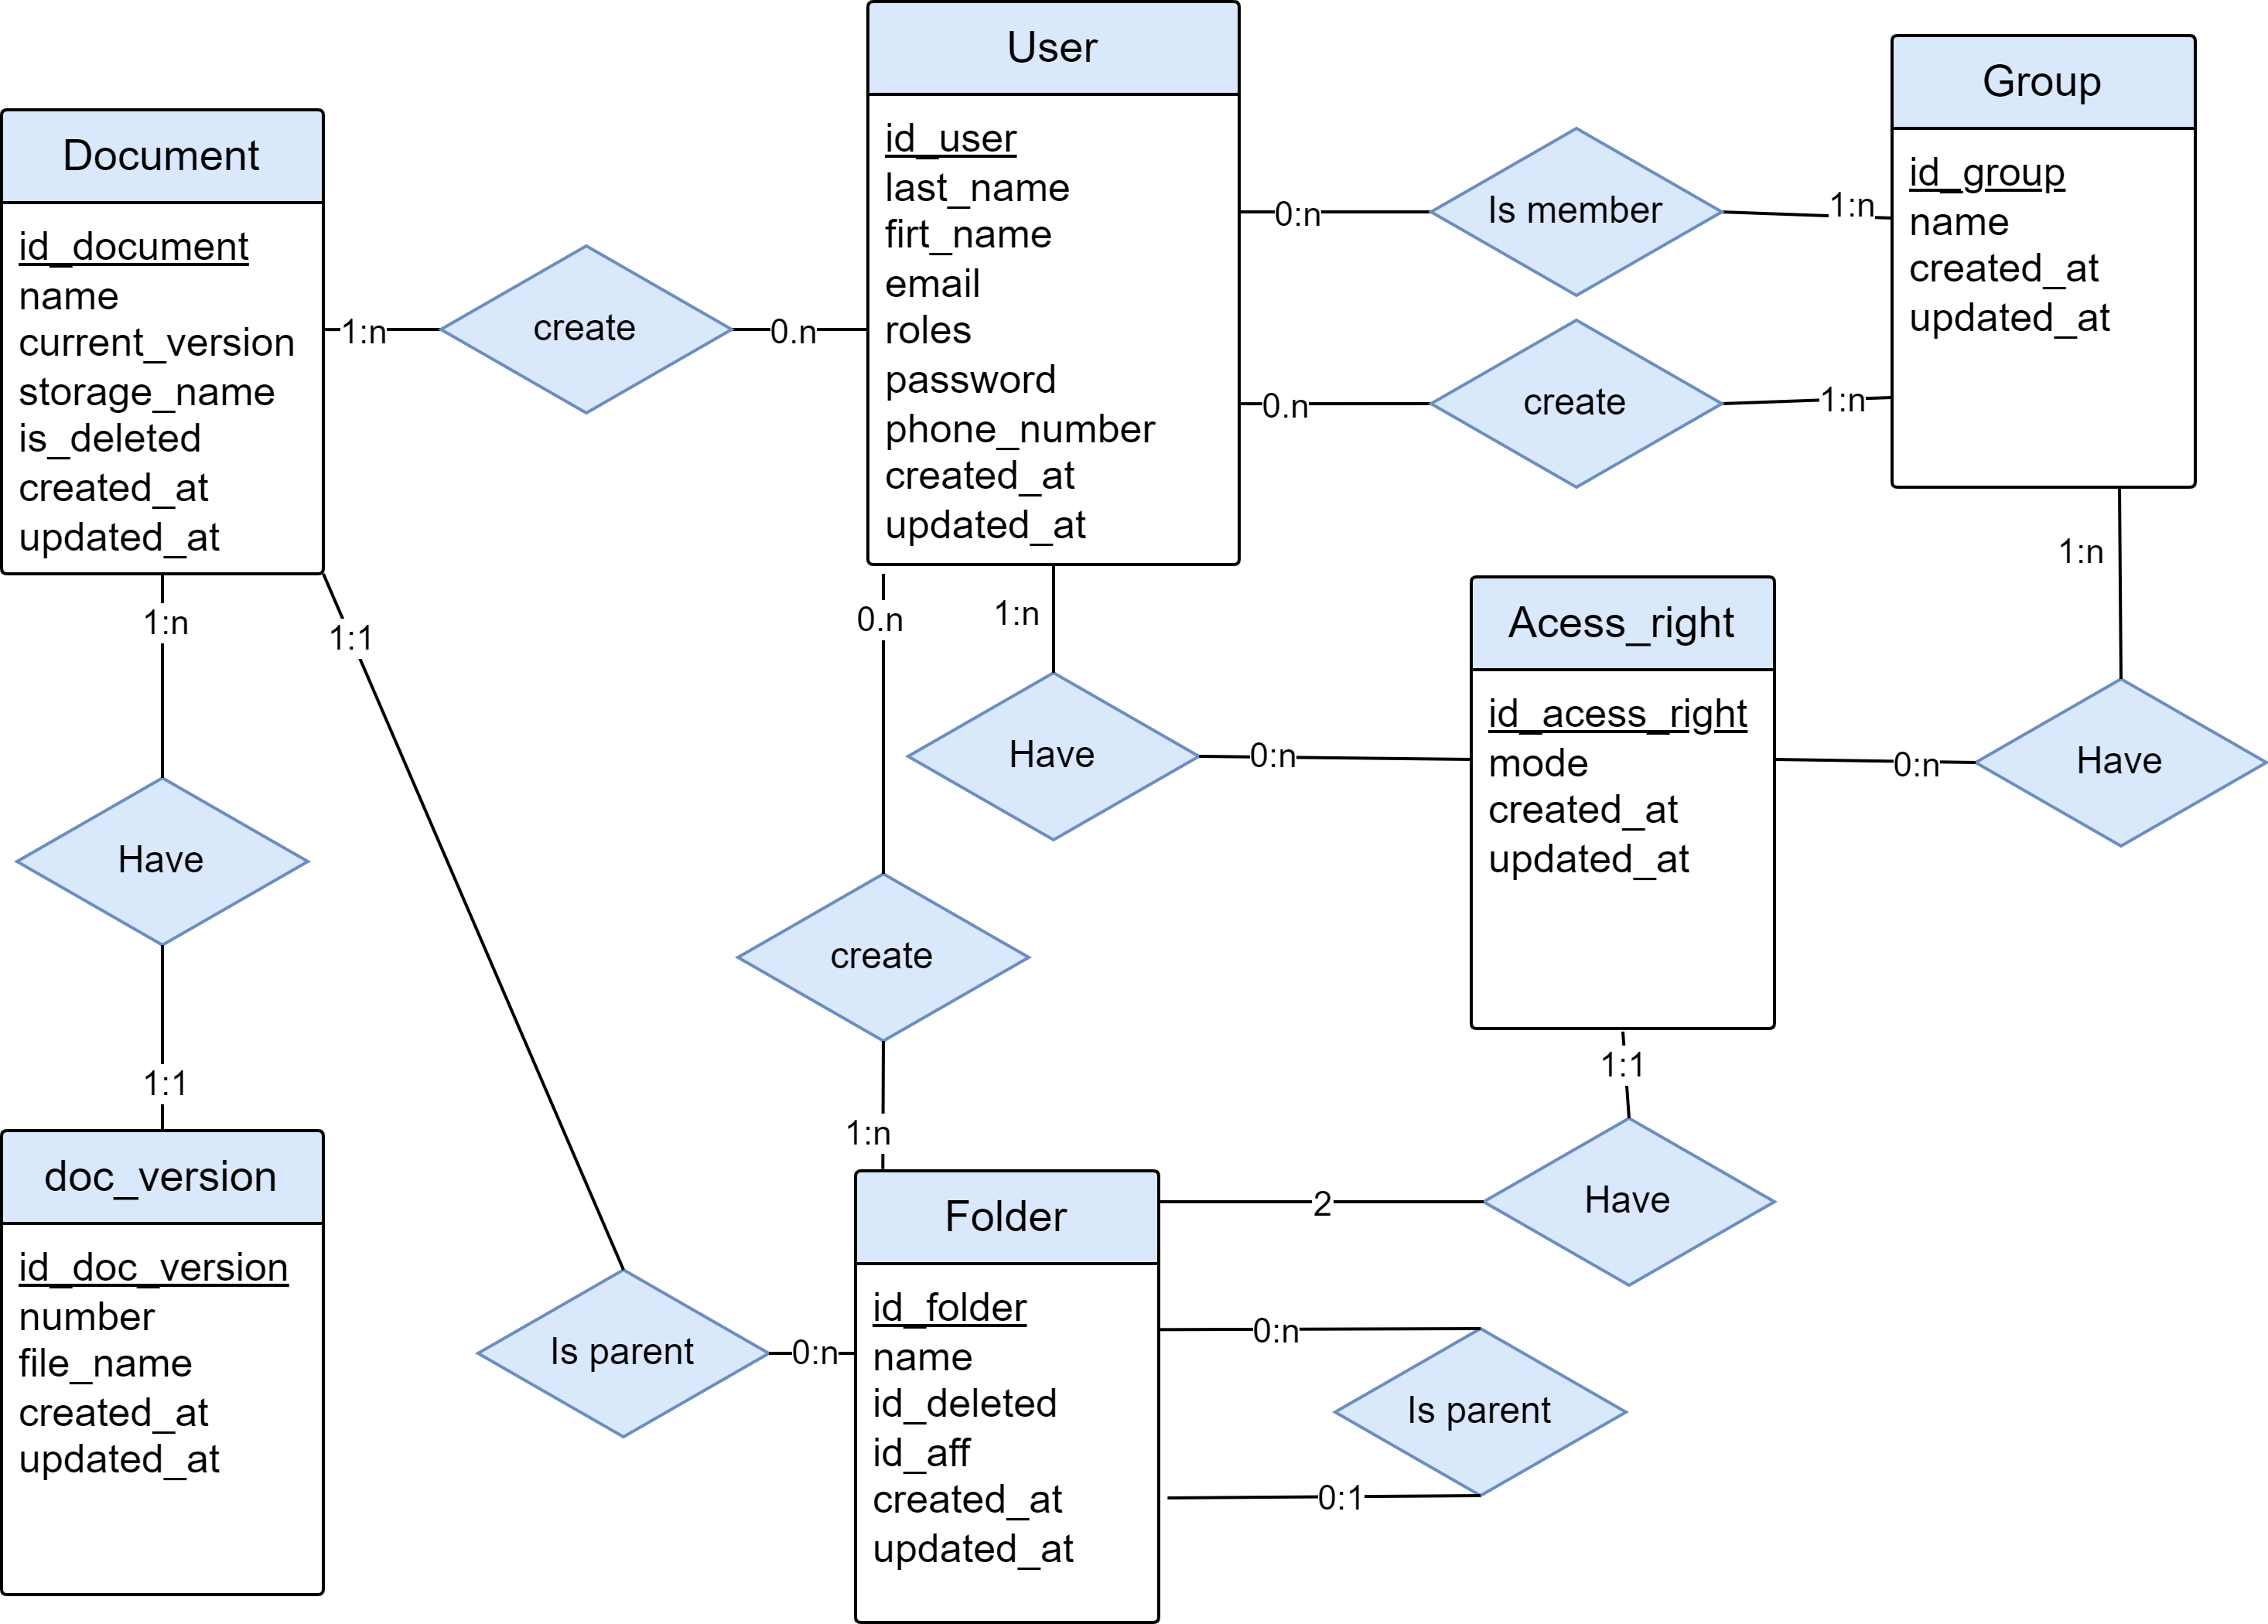 User
id_user
last_name
firt_name
email
roles
password
phone_number
created_at
updated_at
Group
id_group
name
created_at
updated_at
Document
id_document
name
current_version
storage_name
is_deleted
created_at
updated_at
1:n
create
0.n
0:n
Is member
1:n
0.n
create
1:n
1:n
1:1
0.n
1:n
1:n
Acess_right
id_acess_right
mode
created_at
updated_at
Have
0:n
0:n
Have
Have
create
1:1
1:n
1:1
doc_version
id_doc_version
number
file_name
created_at
updated_at
Folder
id_folder
name
id_deleted
id_aff
created_at
updated_at
2
Have
Is parent
0:n
0:n
Is parent
0:1